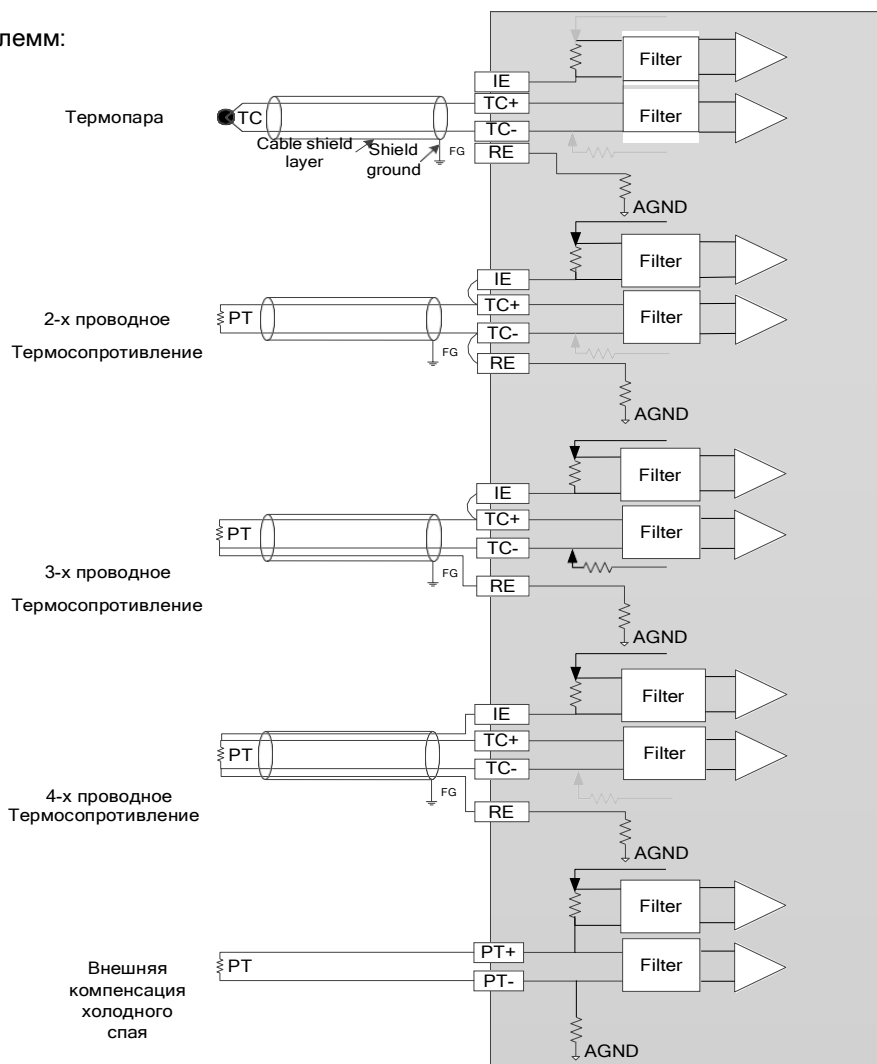 лемм:
Filter
IE
TC+
Filter
Термопара
TC
TC-
Cable shield
layer
Shield
ground
FG
RE
AGND
Filter
IE
TC+
Filter
2-х проводное
PT
TC-
Термосопротивление
FG
RE
AGND
Filter
IE
TC+
Filter
PT
TC-
3-х проводное
FG
RE
Термосопротивление
AGND
Filter
IE
TC+
Filter
PT
TC-
4-х проводное
FG
Термосопротивление
RE
AGND
Filter
PT+
Filter
PT
PT-
Внешняя
компенсация
холодного
спая
AGND